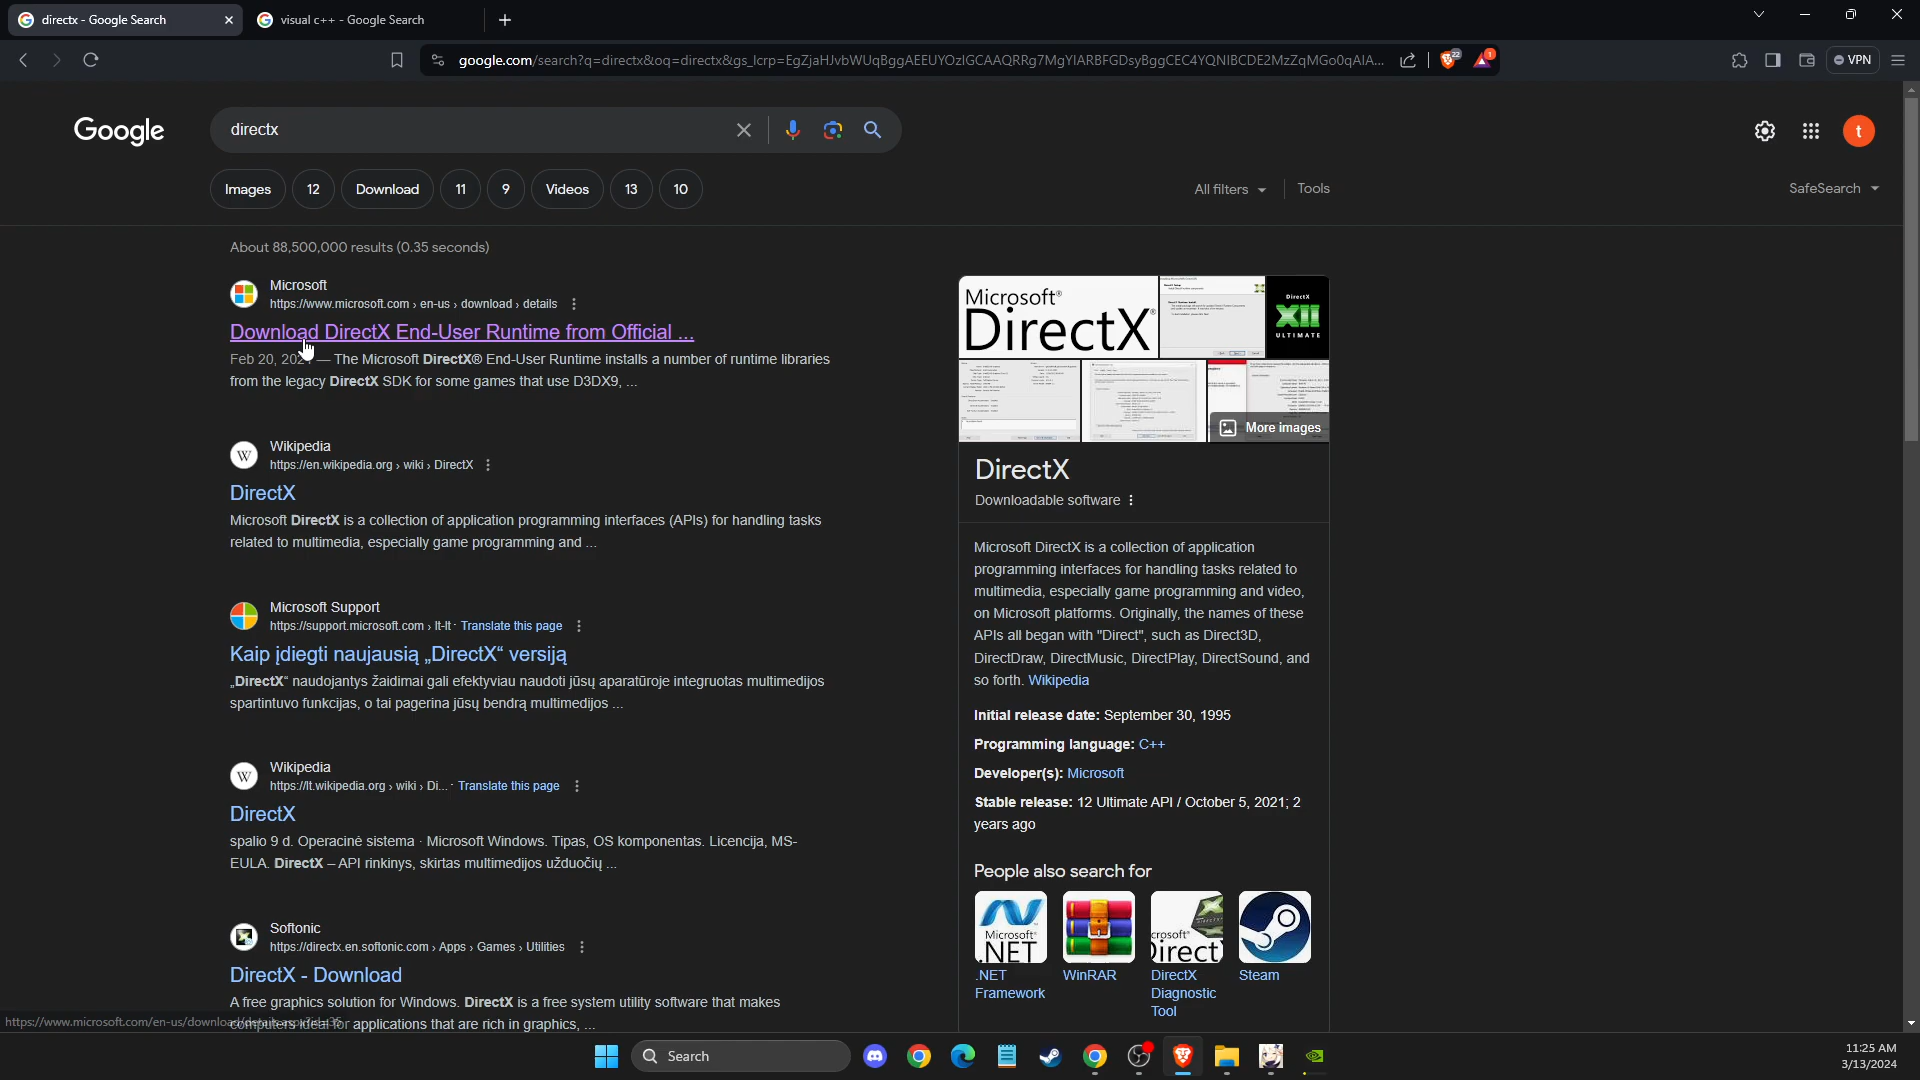 directx - Google Search
visual c++ - Google Search
google.com/search?q=directx&oq=directx&gs_lcrp=EgZjaHJvbWUqBggAEEUYOzIGCAAQRRg7MgYIARBFGDsyBggCEC4YQNIBCDE2MzZqMGo0qAIA...
22
1
VPN
Google
directx
t
Images
12
Download
11
9
Videos
13
10
All filters
Tools
SafeSearch
About 88,500,000 results (0.35 seconds)
Microsoft
https://www.microsoft.com › en-us › download › details
Download DirectX End-User Runtime from Official ...
Feb 20, — The Microsoft DirectX® End-User Runtime installs a number of runtime libraries
from the legacy DirectX SDK for some games that use D3DX9, ...
Wikipedia
https://en.wikipedia.org › wiki › DirectX
DirectX
Microsoft DirectX is a collection of application programming interfaces (APIs) for handling tasks
related to multimedia, especially game programming and ...
Microsoft Support
https://support.microsoft.com › lt-lt · Translate this page
Kaip įdiegti naujausią „DirectX“ versiją
„DirectX“ naudojantys žaidimai gali efektyviau naudoti jūsų aparatūroje integruotas multimedijos
spartintuvo funkcijas, o tai pagerina jūsų bendrą multimedijos ...
Wikipedia
https://lt.wikipedia.org › wiki › Di... · Translate this page
DirectX
spalio 9 d. Operacinė sistema · Microsoft Windows. Tipas, OS komponentas. Licencija, MS-
EULA. DirectX – API rinkinys, skirtas multimedijos užduočių ...
Softonic
https://directx.en.softonic.com › Apps › Games › Utilities
DirectX - Download
A free graphics solution for Windows. DirectX is a free system utility software that makes
computers ideal for applications that are rich in graphics, ...
Microsoft®
DirectX
DirectX
XII
ULTIMATE
More images
DirectX
Downloadable software
Microsoft DirectX is a collection of application
programming interfaces for handling tasks related to
multimedia, especially game programming and video,
on Microsoft platforms. Originally, the names of these
APIs all began with "Direct", such as Direct3D,
DirectDraw, DirectMusic, DirectPlay, DirectSound, and
so forth. Wikipedia
Initial release date: September 30, 1995
Programming language: C++
Developer(s): Microsoft
Stable release: 12 Ultimate API / October 5, 2021; 2
years ago
People also search for
Microsoft®
.NET
.NET
Framework
WinRAR
crosoft®
Direct
DirectX
Diagnostic
Tool
Steam
Search
11:25 AM
3/13/2024